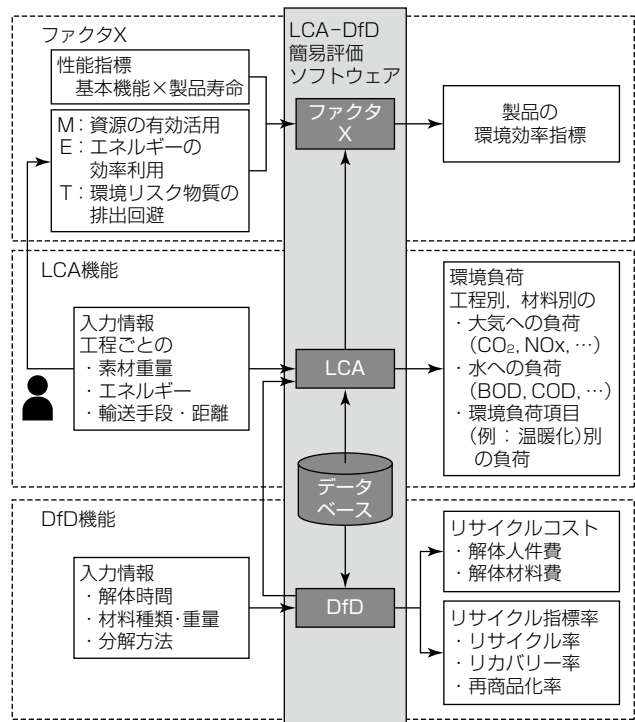 ファクタX
LCA-DfD
簡易評価
ソフトウェア
性能指標
基本機能×製品寿命
M：資源の有効活用
E：エネルギーの
効率利用
T：環境リスク物質の
排出回避
ファクタ
X
製品の
環境効率指標
LCA機能
入力情報
工程ごとの
・素材重量
・エネルギー
・輸送手段・距離
LCA
環境負荷
工程別，材料別の
・大気への負荷
(CO₂, NOx, …)
・水への負荷
(BOD, COD, …)
・環境負荷項目
(例：温暖化)別
の負荷
データ
ベース
DfD機能
入力情報
・解体時間
・材料種類・重量
・分解方法
DfD
リサイクルコスト
・解体人件費
・解体材料費
リサイクル指標率
・リサイクル率
・リカバリー率
・再商品化率